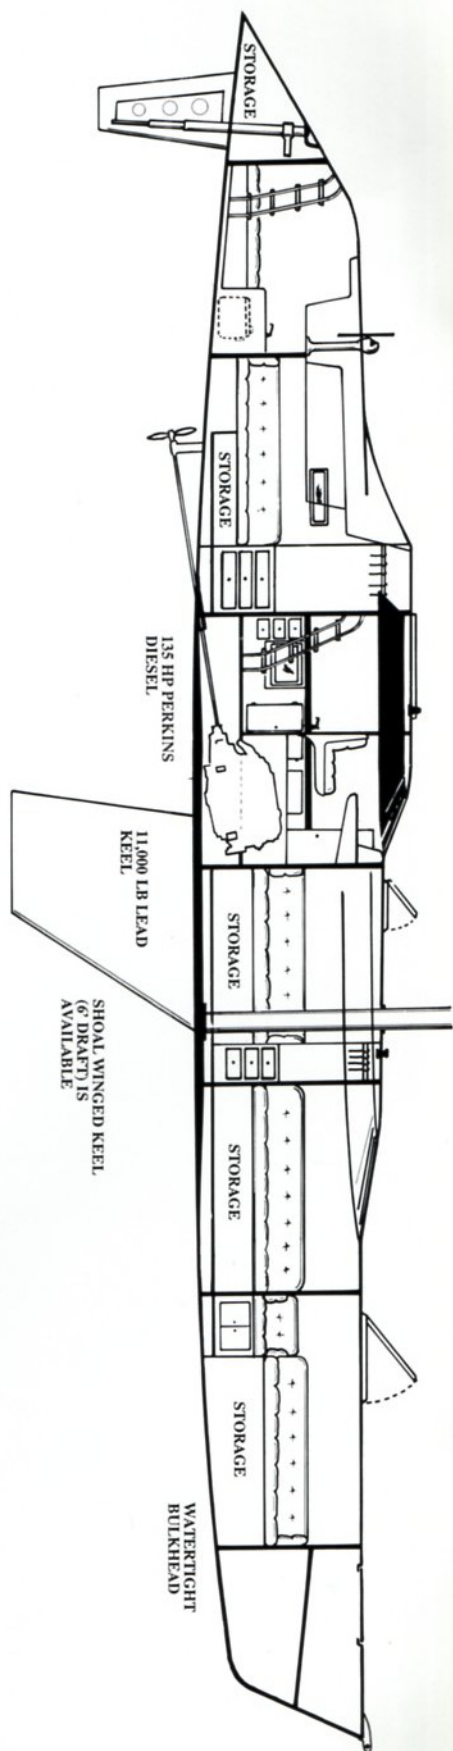 STORAGE
STORAGE
135 HP PERKINS
DIESEL
11,000 LB LEAD
KEEL
STORAGE
SHOAL WINGED KEEL
(6' DRAFT) IS
AVAILABLE
STORAGE
STORAGE
WATERTIGHT
BULKHEAD